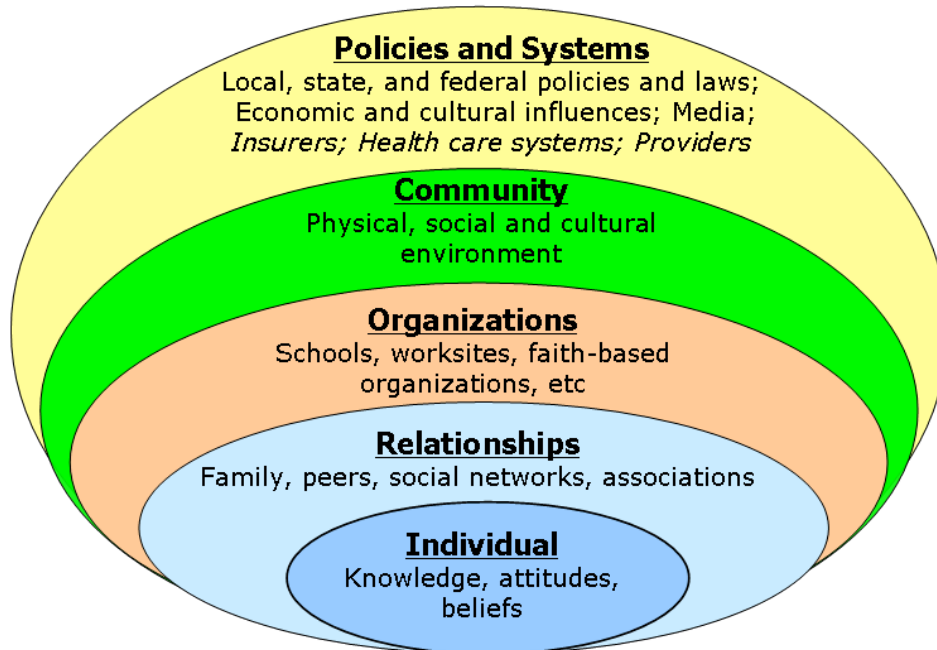 Policies and Systems
Local, state, and federal policies and laws;
Economic and cultural influences; Media;
Insurers; Health care systems; Providers
Community
Physical, social and cultural
environment
Organizations
Schools, worksites, faith-based
organizations, etc
Relationships
Family, peers, social networks, associations
Individual
Knowledge, attitudes,
beliefs